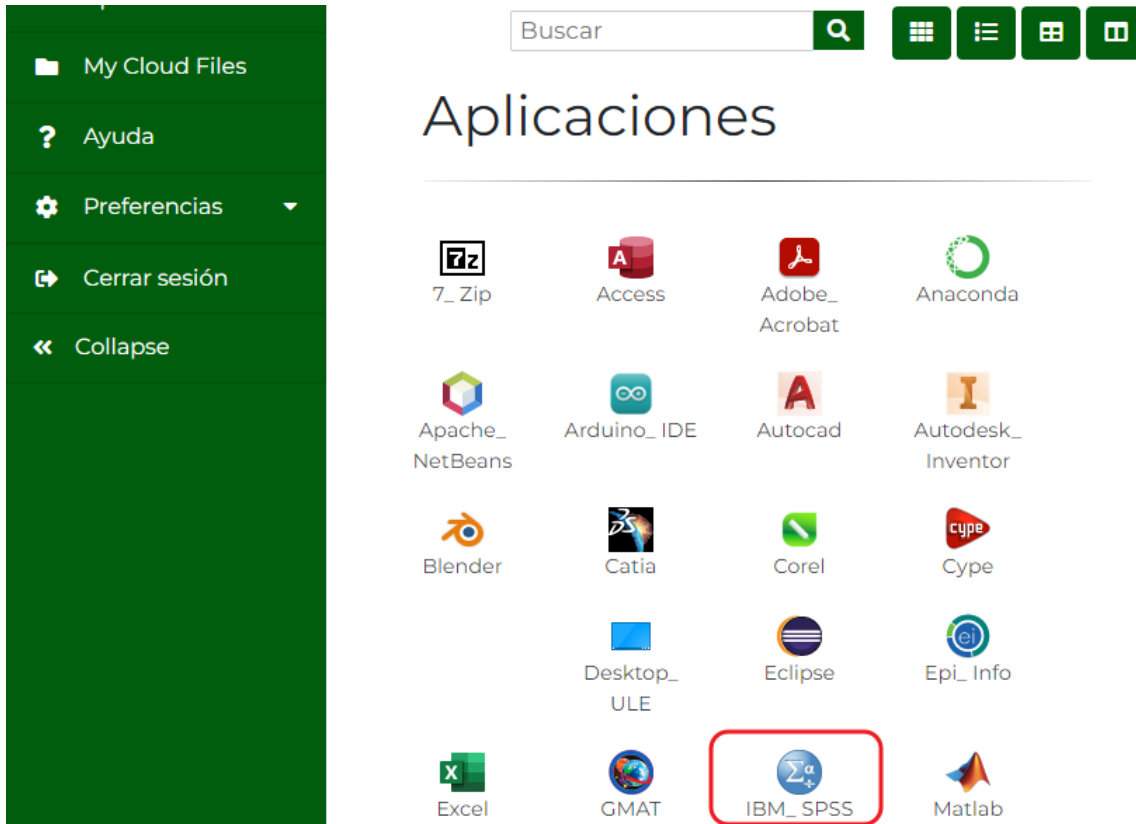 Buscar
My Cloud Files
Ayuda
Preferencias
Cerrar sesión
Collapse
Aplicaciones
7z
7_ Zip
A
Access
Adobe_
Acrobat
Anaconda
Apache_
NetBeans
Arduino_ IDE
A
Autocad
I
Autodesk_
Inventor
Blender
Catia
Corel
cype
Cype
Desktop_
ULE
Eclipse
ei
Epi_ Info
X
Excel
GMAT
Σα
IBM_ SPSS
Matlab